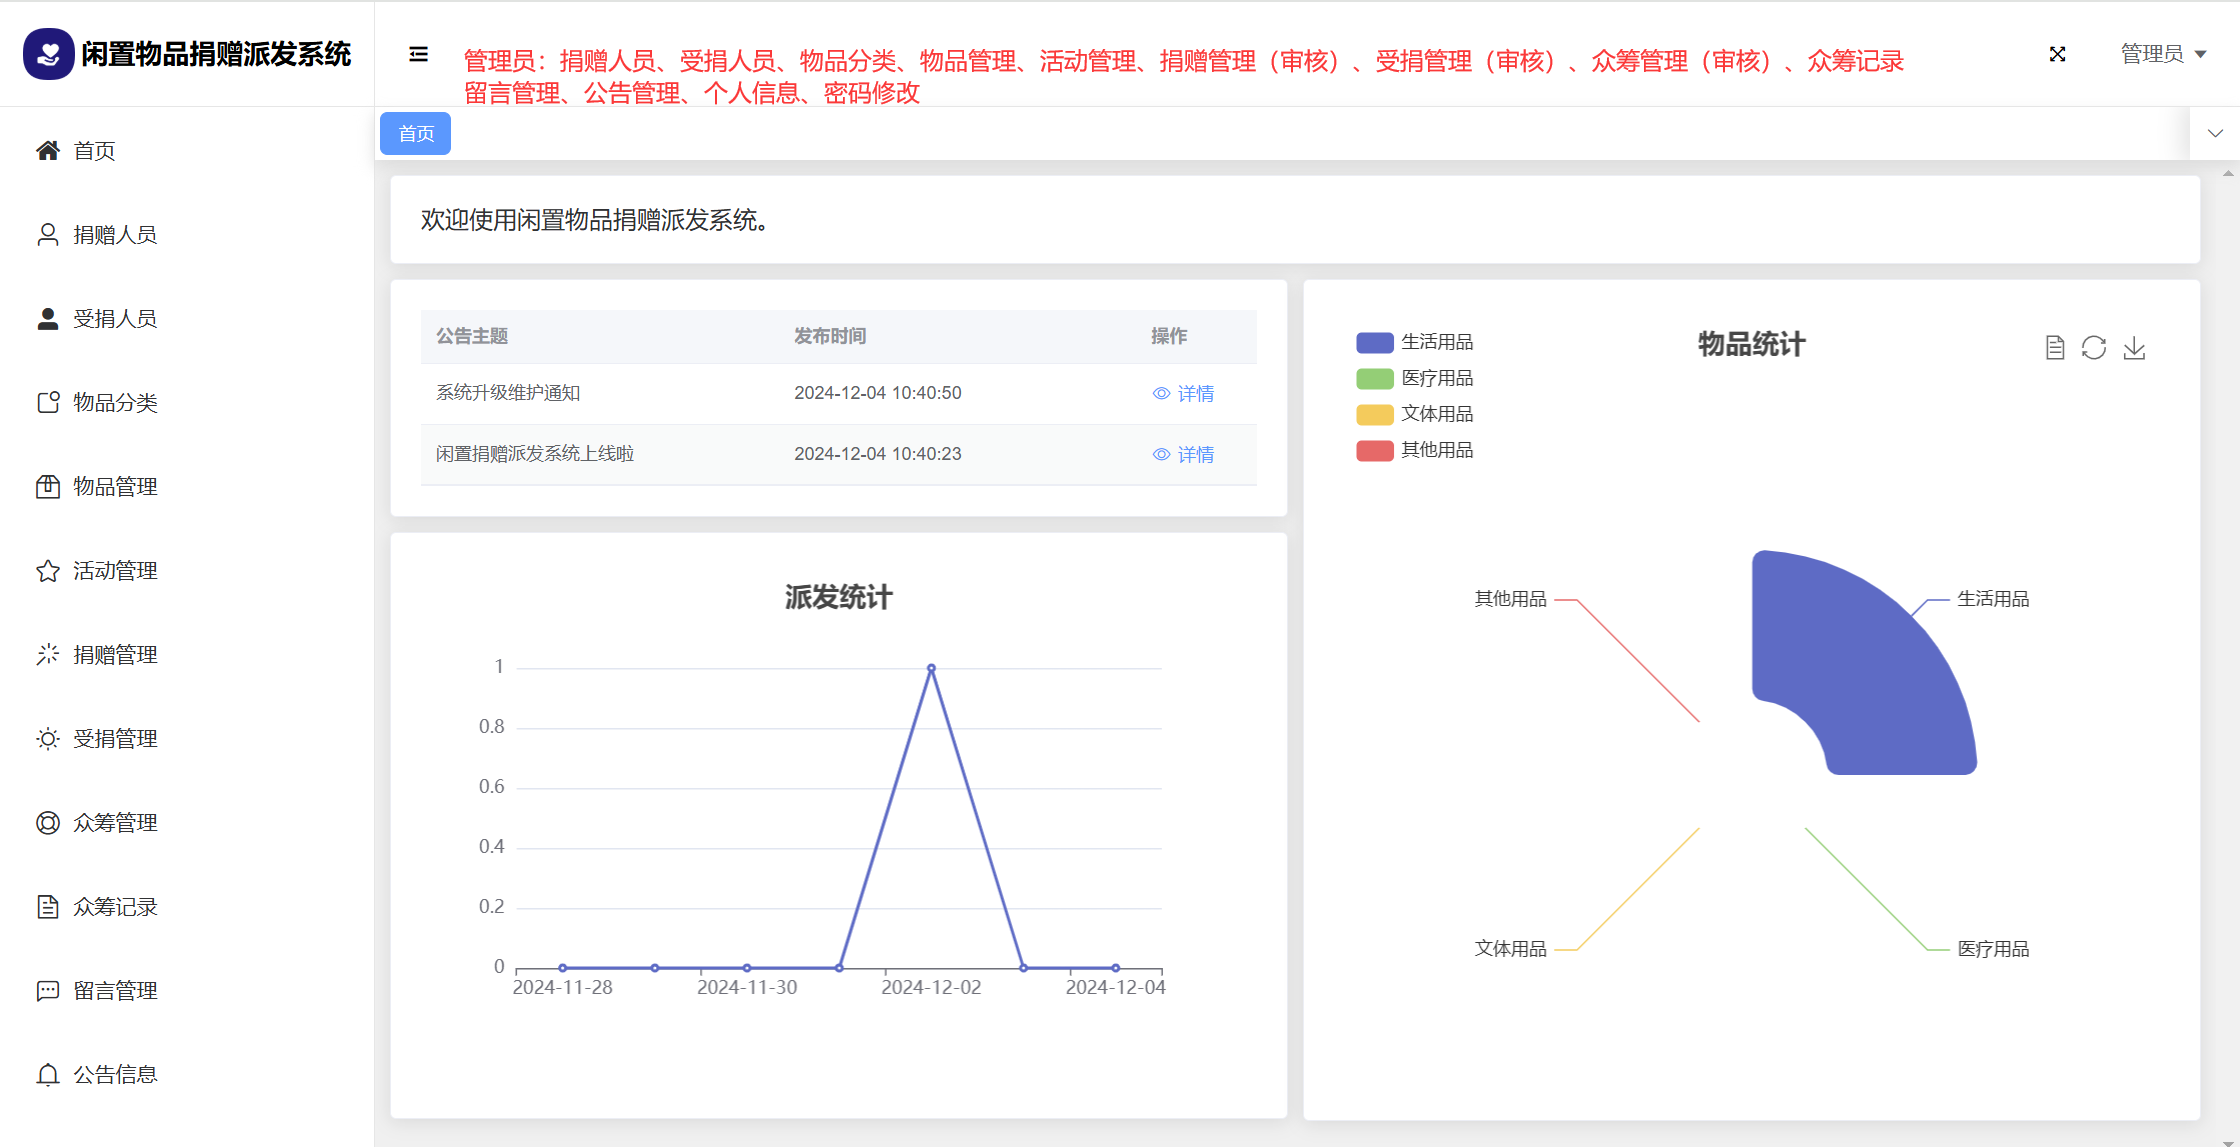 闲置物品捐赠派发系统
管理员：捐赠人员、受捐人员、物品分类、物品管理、活动管理、捐赠管理（审核）、受捐管理（审核）、众筹管理（审核）、众筹记录
留言管理、公告管理、个人信息、密码修改
管理员
首页
首页
捐赠人员
受捐人员
物品分类
物品管理
活动管理
捐赠管理
受捐管理
众筹管理
众筹记录
留言管理
公告信息
欢迎使用闲置物品捐赠派发系统。
公告主题 发布时间 操作
系统升级维护通知 2024-12-04 10:40:50 详情
闲置捐赠派发系统上线啦 2024-12-04 10:40:23 详情
派发统计
1
0.8
0.6
0.4
0.2
0
2024-11-28 2024-11-30 2024-12-02 2024-12-04
物品统计
生活用品
医疗用品
文体用品
其他用品
其他用品 生活用品
文体用品 医疗用品